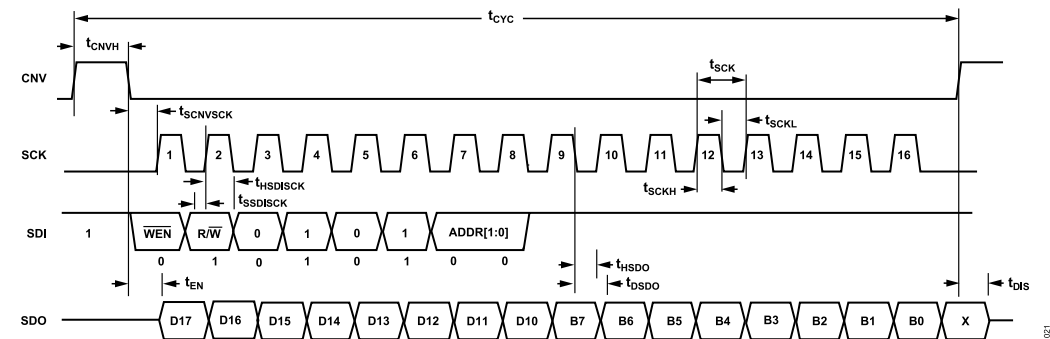 tCYC
tCNVH
CNV
tSCK
tSCNVSCK
tSCKL
SCK 1 2 3 4 5 6 7 8 9 10 11 12 13 14 15 16
tHSDISCK
tSCKH
tSSDISCK
SDI 1 WEN R/W 0 1 0 1 ADDR[1:0]
0 1 0 1 0 1 0 0
tHSDO
tEN
tDSDO
tDIS
SDO D17 D16 D15 D14 D13 D12 D11 D10 B7 B6 B5 B4 B3 B2 B1 B0 X
021